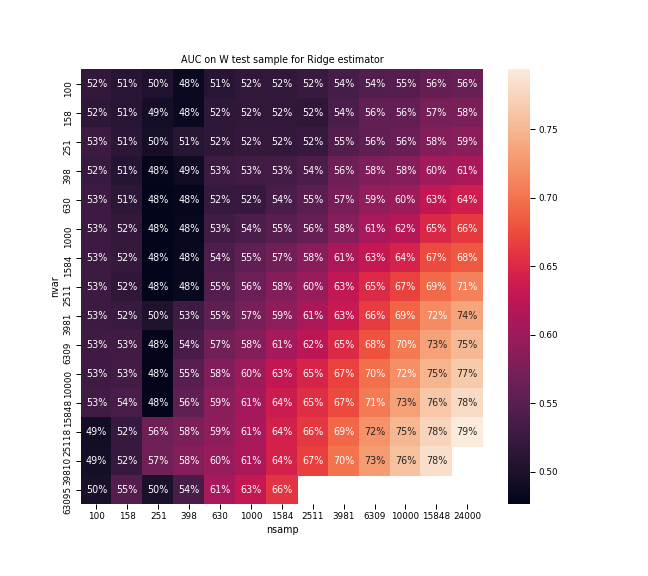 AUC on W test sample for Ridge estimator
nvar
100 52% 51% 50% 48% 51% 52% 52% 52% 54% 54% 55% 56% 56%
158 52% 51% 49% 48% 52% 52% 52% 52% 54% 56% 56% 57% 58%
251 53% 51% 50% 51% 52% 52% 52% 52% 55% 56% 56% 58% 59%
398 52% 51% 48% 49% 53% 53% 53% 54% 56% 58% 58% 60% 61%
630 53% 51% 48% 48% 52% 52% 54% 55% 57% 59% 60% 63% 64%
1000 53% 52% 48% 48% 53% 54% 55% 56% 58% 61% 62% 65% 66%
1584 53% 52% 48% 48% 54% 55% 57% 58% 61% 63% 64% 67% 68%
2511 53% 52% 48% 48% 55% 56% 58% 60% 63% 65% 67% 69% 71%
3981 53% 52% 50% 53% 55% 57% 59% 61% 63% 66% 69% 72% 74%
6309 53% 53% 48% 54% 57% 58% 61% 62% 65% 68% 70% 73% 75%
10000 53% 53% 48% 55% 58% 60% 63% 65% 67% 70% 72% 75% 77%
15848 53% 54% 48% 56% 59% 61% 64% 65% 67% 71% 73% 76% 78%
25118 49% 52% 56% 58% 59% 61% 64% 66% 69% 72% 75% 78% 79%
39810 49% 52% 57% 58% 60% 61% 64% 67% 70% 73% 76% 78%
63095 50% 55% 50% 54% 61% 63% 66%
100 158 251 398 630 1000 1584 2511 3981 6309 10000 15848 24000
nsamp
0.75
0.70
0.65
0.60
0.55
0.50